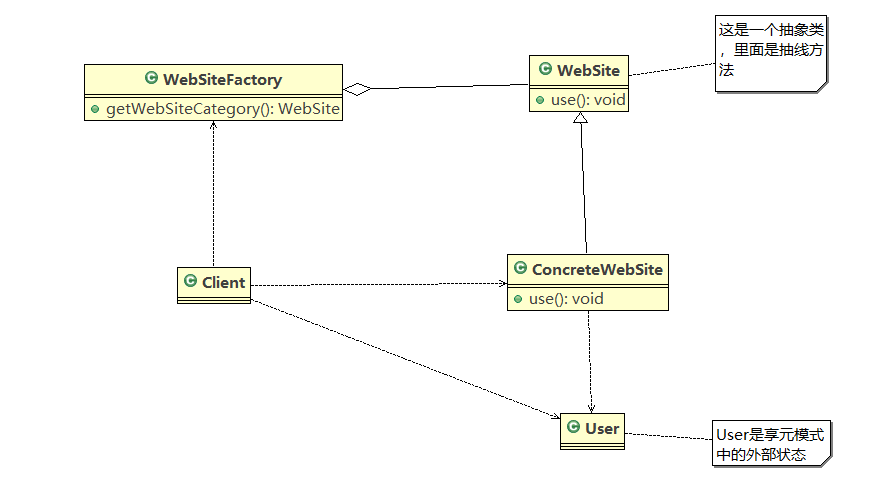 这是一个抽象类
，里面是抽线方
法
WebSiteFactory
getWebSiteCategory(): WebSite
WebSite
use(): void
Client
ConcreteWebSite
use(): void
User
User是享元模式
中的外部状态